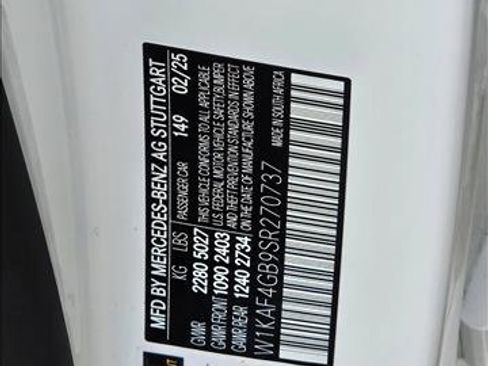 MFD BY MERCEDES-BENZ AG STUTTGART
KG LBS PASSENGER CAR 149 02/25
GVWR 2280 5027
GAWR FRONT 1090 2403
GAWR REAR 1240 2734
THIS VEHICLE CONFORMS TO ALL APPLICABLE
U.S. FEDERAL MOTOR VEHICLE SAFETY/BUMPER
AND THEFT PREVENTION STANDARDS IN EFFECT
ON THE DATE OF MANUFACTURE SHOWN ABOVE
W1KAF4GB9SR270737 MADE IN SOUTH AFRICA